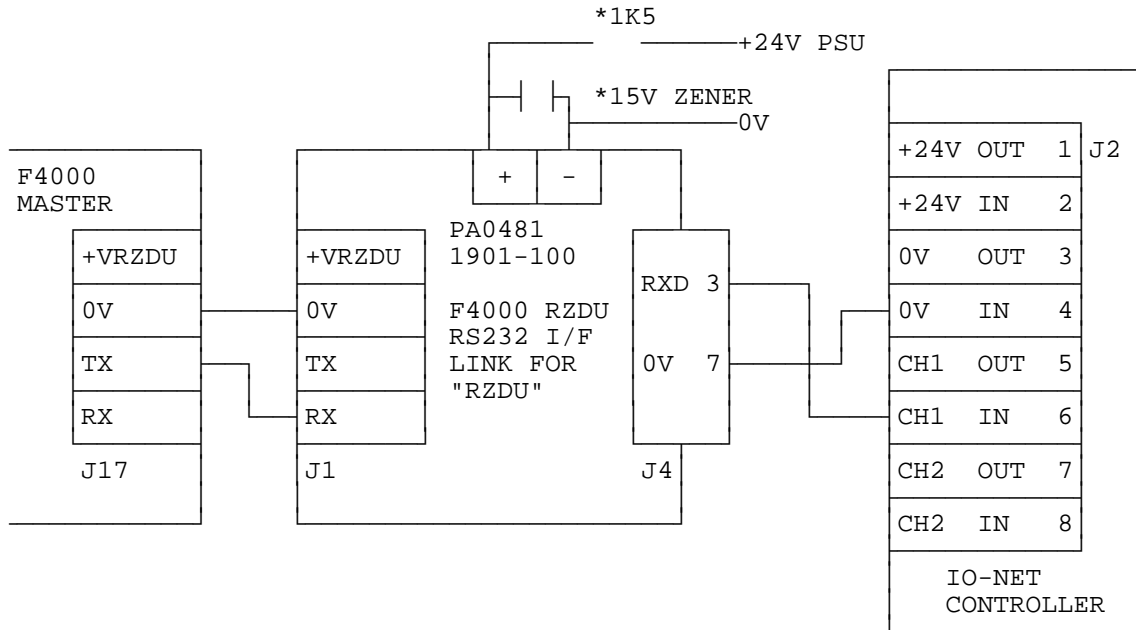 *1K5
+24V PSU
*15V ZENER
0V
F4000
MASTER
+VRZDU
0V
TX
RX
J17
+ -
PA0481
1901-100
F4000 RZDU
RS232 I/F
LINK FOR
"RZDU"
+VRZDU
0V
TX
RX
J1
RXD 3
0V 7
J4
+24V OUT 1 J2
+24V IN 2
0V OUT 3
0V IN 4
CH1 OUT 5
CH1 IN 6
CH2 OUT 7
CH2 IN 8
IO-NET
CONTROLLER